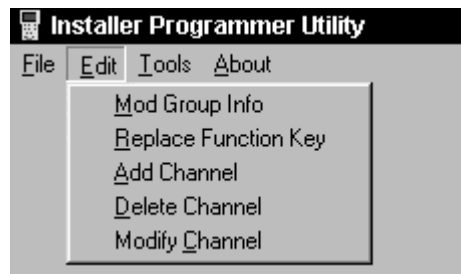 Installer Programmer Utility
File Edit Tools About
Mod Group Info
Replace Function Key
Add Channel
Delete Channel
Modify Channel